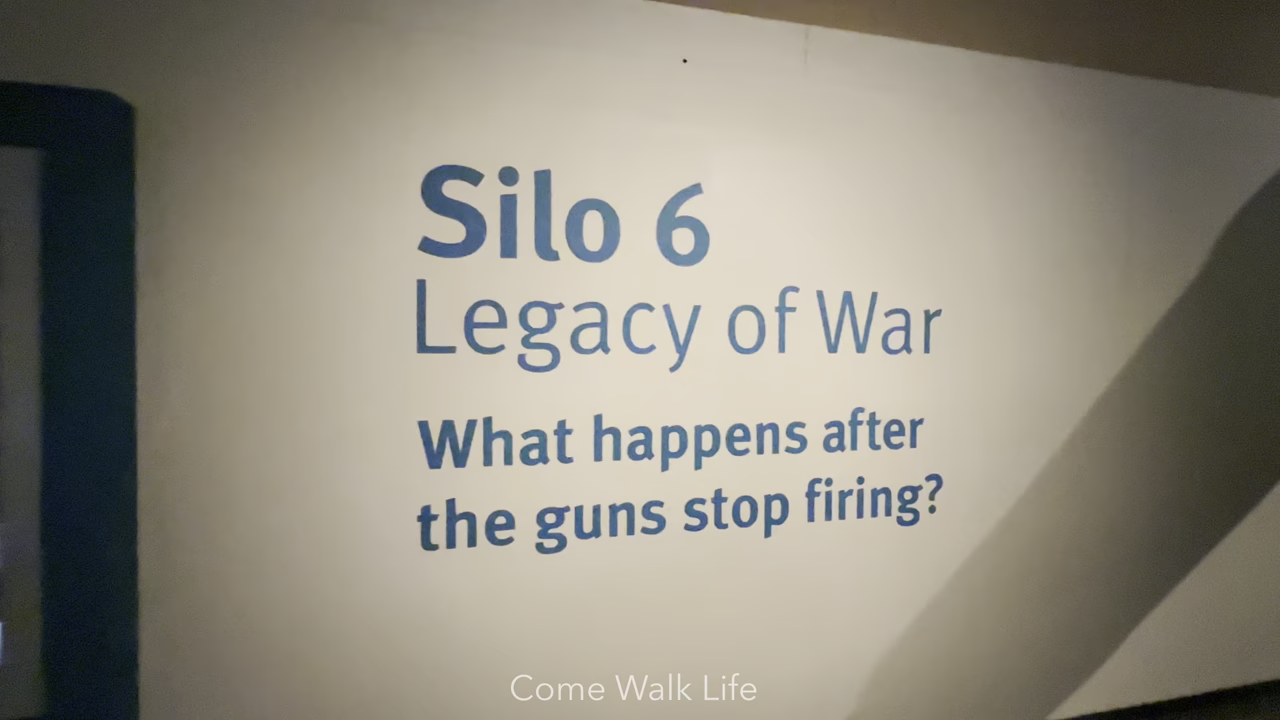 Silo 6
Legacy of War
What happens after
the guns stop firing?
Come Walk Life